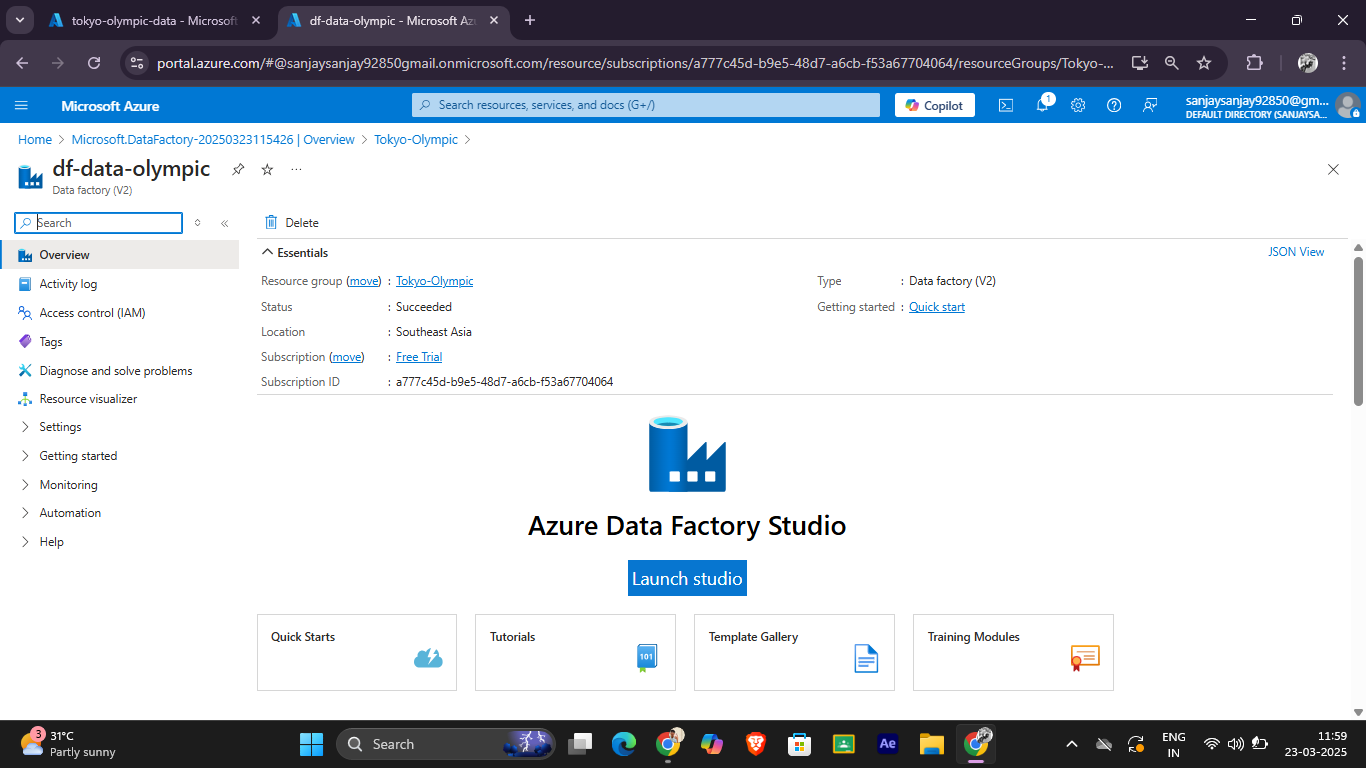 tokyo-olympic-data - Microsoft
df-data-olympic - Microsoft Az
portal.azure.com/#@sanjaysanjay92850gmail.onmicrosoft.com/resource/subscriptions/a777c45d-b9e5-48d7-a6cb-f53a67704064/resourceGroups/Tokyo-...
Microsoft Azure
Search resources, services, and docs (G+/)
Copilot
1
sanjaysanjay92850@gm...
DEFAULT DIRECTORY (SANJAYSA...
Home > Microsoft.DataFactory-20250323115426 | Overview > Tokyo-Olympic >
df-data-olympic
...
Data factory (V2)
Search
Overview
Activity log
Access control (IAM)
Tags
Diagnose and solve problems
Resource visualizer
Settings
Getting started
Monitoring
Automation
Help
Delete
Essentials
JSON View
Resource group (move) : Tokyo-Olympic
Status : Succeeded
Location : Southeast Asia
Subscription (move) : Free Trial
Subscription ID : a777c45d-b9e5-48d7-a6cb-f53a67704064
Type : Data factory (V2)
Getting started : Quick start
Azure Data Factory Studio
Launch studio
Quick Starts
Tutorials
101
Template Gallery
Training Modules
3
31°C
Partly sunny
Search
Ae
ENG
IN
11:59
23-03-2025